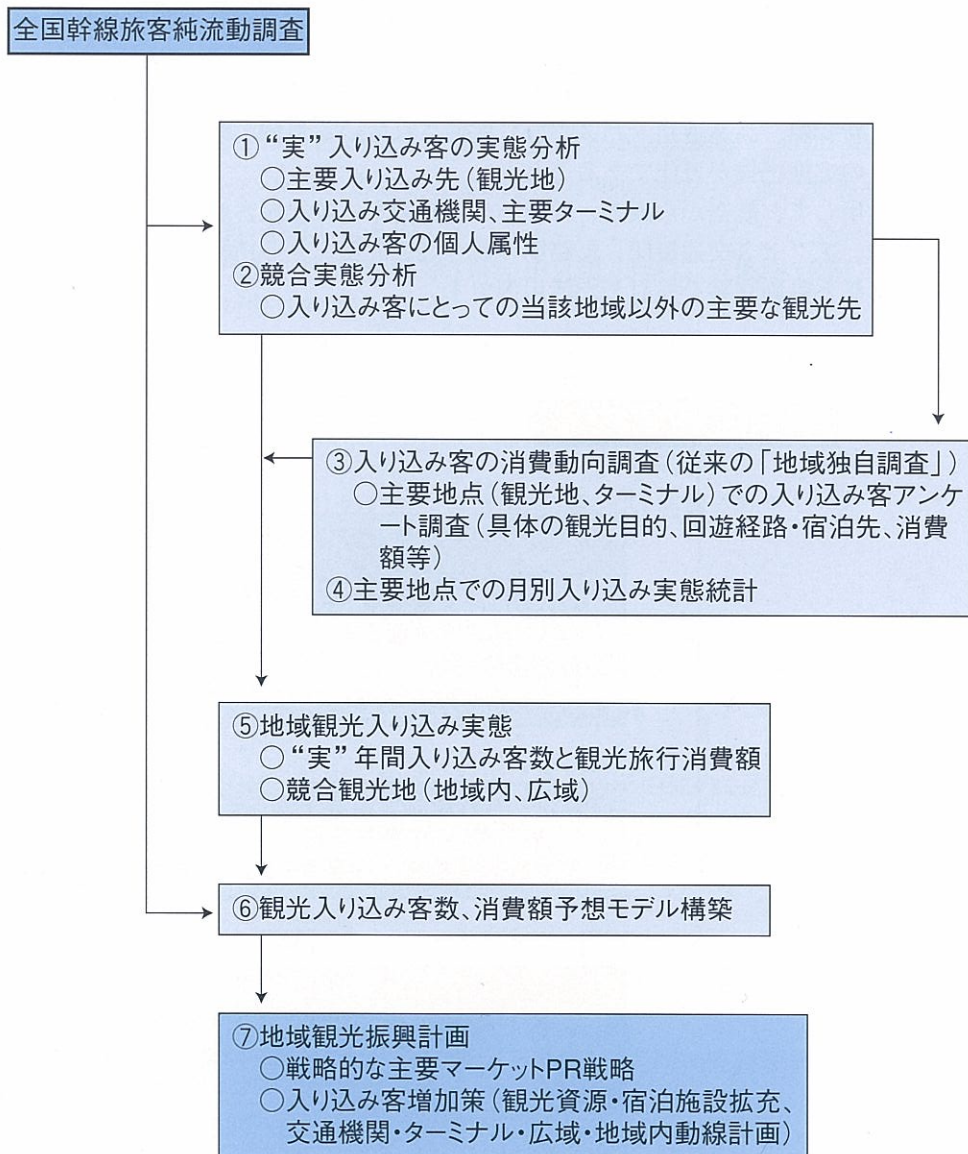 全国幹線旅客純流動調査
①“実”入り込み客の実態分析
○主要入り込み先（観光地）
○入り込み交通機関、主要ターミナル
○入り込み客の個人属性
②競合実態分析
○入り込み客にとっての当該地域以外の主要な観光先
③入り込み客の消費動向調査（従来の「地域独自調査」）
○主要地点（観光地、ターミナル）での入り込み客アンケ
ート調査（具体の観光目的、回遊経路・宿泊先、消費
額等）
④主要地点での月別入り込み実態統計
⑤地域観光入り込み実態
○“実”年間入り込み客数と観光旅行消費額
○競合観光地（地域内、広域）
⑥観光入り込み客数、消費額予想モデル構築
⑦地域観光振興計画
○戦略的な主要マーケットPR戦略
○入り込み客増加策（観光資源・宿泊施設拡充、
交通機関・ターミナル・広域・地域内動線計画）